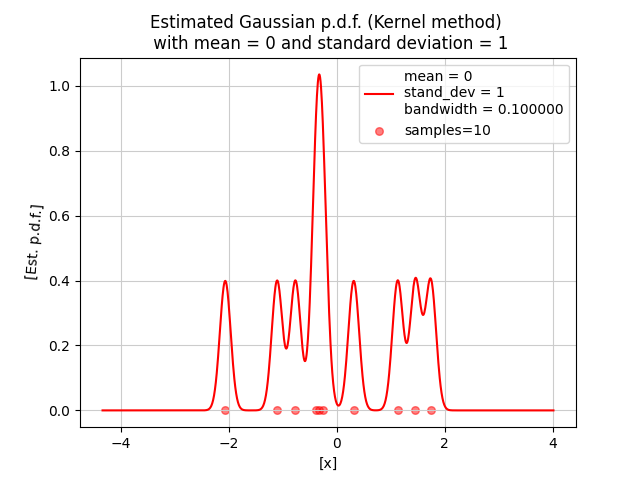 Estimated Gaussian p.d.f. (Kernel method)
with mean = 0 and standard deviation = 1
mean = 0
stand_dev = 1
bandwidth = 0.100000
samples=10
[Est. p.d.f.]
1.0
0.8
0.6
0.4
0.2
0.0
−4
−2
0
2
4
[x]